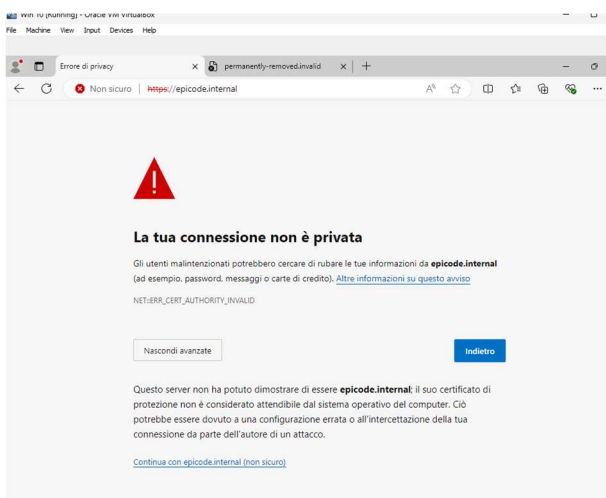 Win 10 [Running] - Oracle VM VirtualBox
File Machine View Input Devices Help
Errore di privacy
permanently-removed.invalid
Non sicuro https://epicode.internal
La tua connessione non è privata
Gli utenti malintenzionati potrebbero cercare di rubare le tue informazioni da epicode.internal
(ad esempio, password, messaggi o carte di credito). Altre informazioni su questo avviso
NET::ERR_CERT_AUTHORITY_INVALID
Nascondi avanzate
Indietro
Questo server non ha potuto dimostrare di essere epicode.internal; il suo certificato di
protezione non è considerato attendibile dal sistema operativo del computer. Ciò
potrebbe essere dovuto a una configurazione errata o all'intercettazione della tua
connessione da parte dell'autore di un attacco.
Continua con epicode.internal (non sicuro)